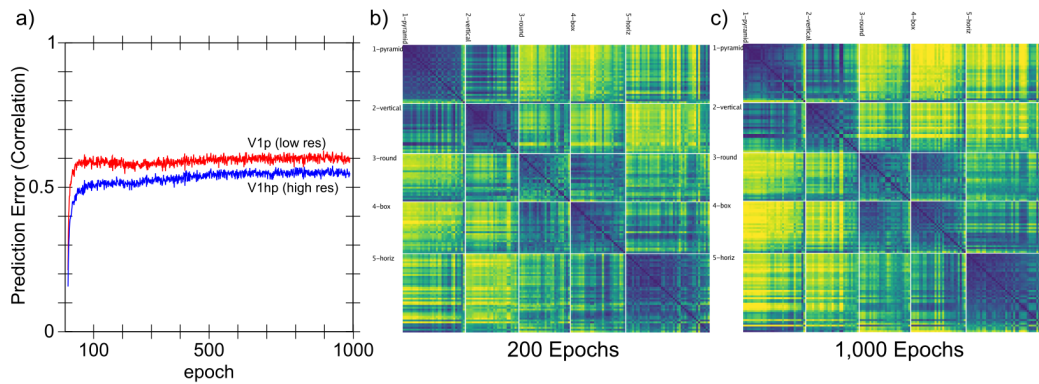 a)
Prediction Error (Correlation)
1
0.5
0
V1p (low res)
V1hp (high res)
100
500
1000
epoch
b)
1-pyramid
2-vertical
3-round
4-box
5-horiz
1-pyramid
2-vertical
3-round
4-box
5-horiz
200 Epochs
c)
1-pyramid
2-vertical
3-round
4-box
5-horiz
1-pyramid
2-vertical
3-round
4-box
5-horiz
1,000 Epochs